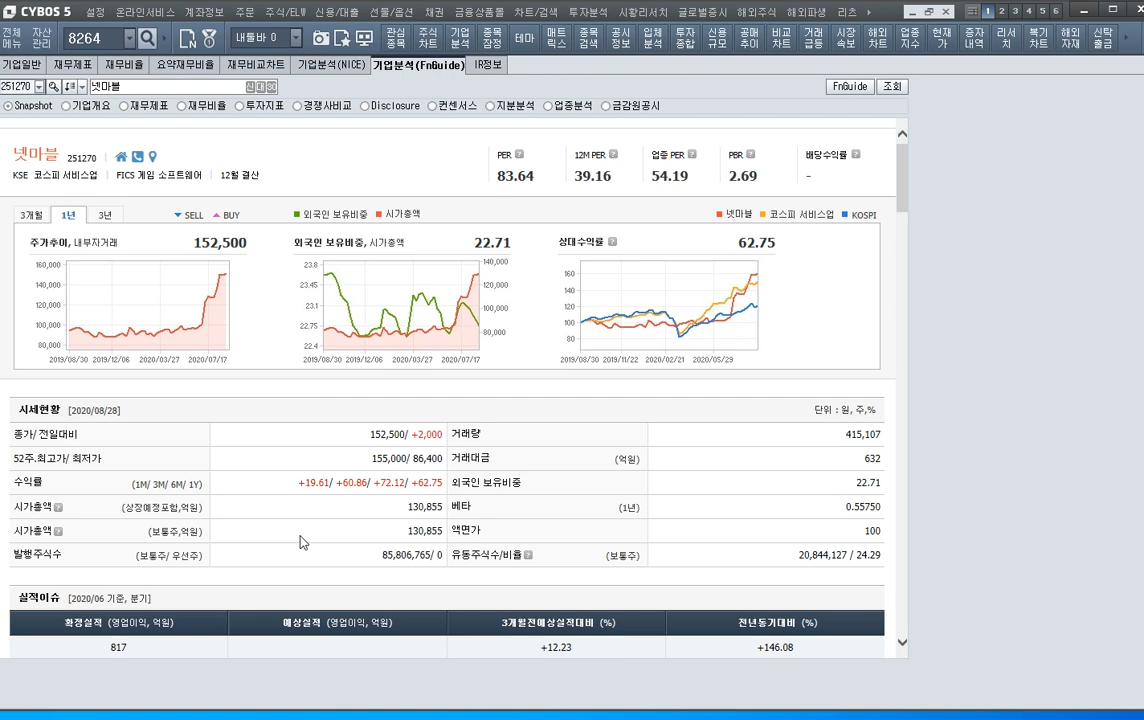 CYBOS 5 설정 온라인서비스 계좌정보 주문 주식/ELW 신용/대출 선물/옵션 채권 금융상품몰 차트/검색 투자분석 시황리서치 글로벌증시 해외주식 해외파생 리츠 1 2 3 4 5 6
전체메뉴 자산관리 8264 내툴바 0 관심종목 주식차트 기업분석 종목잠정 테마 매트릭스 종목검색 공시정보 입체분석 투자종합 신용규모 공매추이 비교차트 거래급등 시장속보 해외차트 업종지수 현재가 증자내역 리서치 복기차트 해외자재 신탁출금
기업일반 재무제표 재무비율 요약재무비율 재무비교차트 기업분석(NICE) 기업분석(FnGuide) IR정보
251270 넷마블 신 대 FnGuide 조회
Snapshot 기업개요 재무제표 재무비율 투자지표 경쟁사비교 Disclosure 컨센서스 지분분석 업종분석 금감원공시
넷마블 251270
PER 12M PER 업종 PER PBR 배당수익률
KSE 코스피 서비스업 FICS 게임 소프트웨어 12월 결산
83.64 39.16 54.19 2.69 -
3개월 1년 3년 SELL BUY 외국인 보유비중 시가총액 넷마블 코스피 서비스업 KOSPI
주가추이, 내부자거래 152,500 외국인 보유비중, 시가총액 22.71 상대수익률 62.75
160,000 140,000 120,000 100,000 80,000
2019/08/30 2019/12/06 2020/03/27 2020/07/17
23.8 23.45 23.1 22.75 22.4
140,000 120,000 100,000 80,000
2019/08/30 2019/12/06 2020/03/27 2020/07/17
160 140 120 100 80
2019/08/30 2019/11/22 2020/02/21 2020/05/29
시세현황 [2020/08/28] 단위 : 원, 주,%
종가/ 전일대비 152,500/ +2,000 거래량 415,107
52주.최고가/ 최저가 155,000/ 86,400 거래대금 (억원) 632
수익률 (1M/ 3M/ 6M/ 1Y) +19.61/ +60.86/ +72.12/ +62.75 외국인 보유비중 22.71
시가총액 (상장예정포함,억원) 130,855 베타 (1년) 0.55750
시가총액 (보통주,억원) 130,855 액면가 100
발행주식수 (보통주/ 우선주) 85,806,765/ 0 유동주식수/비율 (보통주) 20,844,127 / 24.29
실적이슈 [2020/06 기준, 분기]
확정실적 (영업이익, 억원) 예상실적 (영업이익, 억원) 3개월전예상실적대비 (%) 전년동기대비 (%)
817 +12.23 +146.08